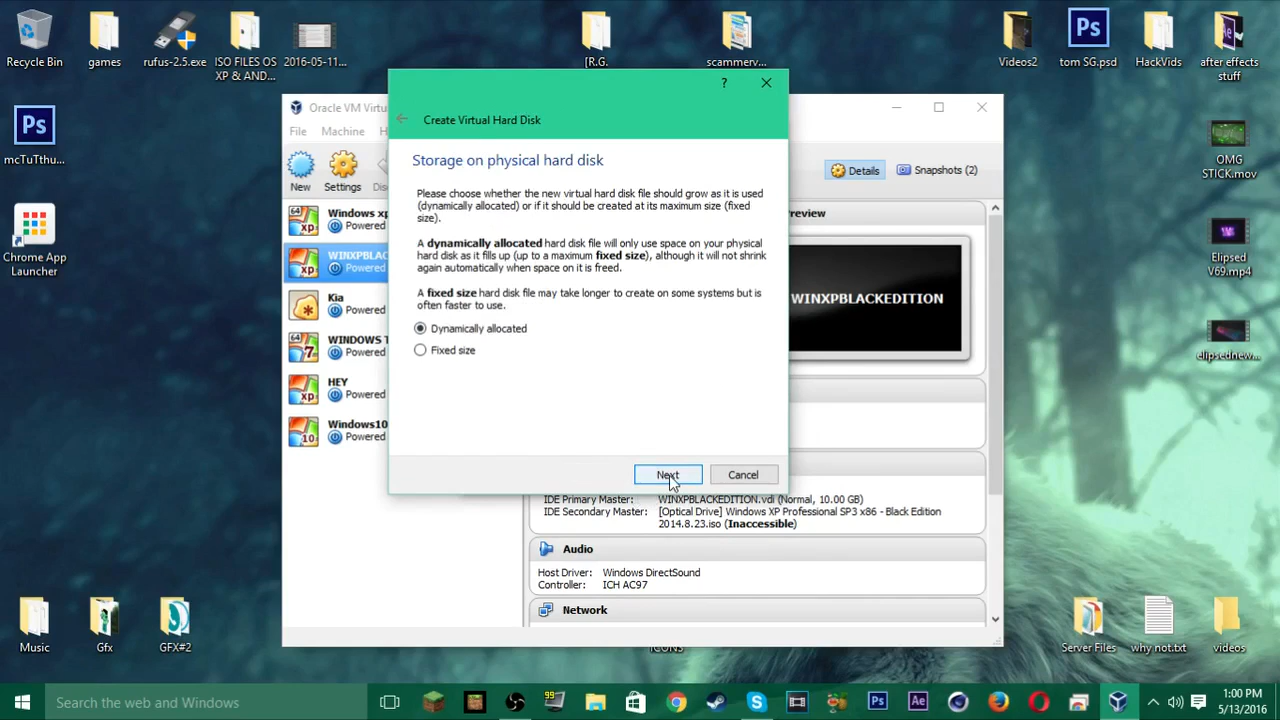 Recycle Bin
games
rufus-2.5.exe
ISO FILES OS
XP & AND...
2016-05-11...
[R.G.
scammerv...
Videos2
tom SG.psd
HackVids
after effects
stuff
mcTuTthu...
Chrome App
Launcher
OMG
STICK.mov
Elipsed
V69.mp4
elipsednew...
Oracle VM Virtu
File
Machine
H
New
Settings
Disc
Details
Snapshots (2)
Windows xp
Powered
WINXPBLACK
Powered
Kia
Powered
WINDOWS 
Powered
HEY
Powered
Windows10
Powered
Preview
WINXPBLACKEDITION
?
Create Virtual Hard Disk
Storage on physical hard disk
Please choose whether the new virtual hard disk file should grow as it is used
(dynamically allocated) or if it should be created at its maximum size (fixed
size).
A dynamically allocated hard disk file will only use space on your physical
hard disk as it fills up (up to a maximum fixed size), although it will not shrink
again automatically when space on it is freed.
A fixed size hard disk file may take longer to create on some systems but is
often faster to use.
Dynamically allocated
Fixed size
Next
Cancel
IDE Primary Master: WINXPBLACKEDITION.vdi (Normal, 10.00 GB)
IDE Secondary Master: [Optical Drive] Windows XP Professional SP3 x86 - Black Edition
2014.8.23.iso (Inaccessible)
Audio
Host Driver: Windows DirectSound
Controller: ICH AC97
Network
Music
Gfx
GFX#2
ICONS
Server Files
why not.txt
videos
Search the web and Windows
1:00 PM
5/13/2016